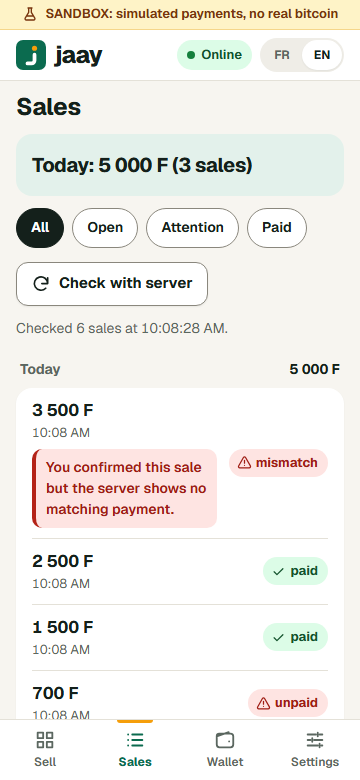 SANDBOX: simulated payments, no real bitcoin
jaay
Online
FR
EN
Sales
Today: 5 000 F (3 sales)
All
Open
Attention
Paid
Check with server
Checked 6 sales at 10:08:28 AM.
Today
5 000 F
3 500 F
10:08 AM
You confirmed this sale
but the server shows no
matching payment.
mismatch
2 500 F
10:08 AM
paid
1 500 F
10:08 AM
paid
700 F
10:08 AM
unpaid
Sell
Sales
Wallet
Settings